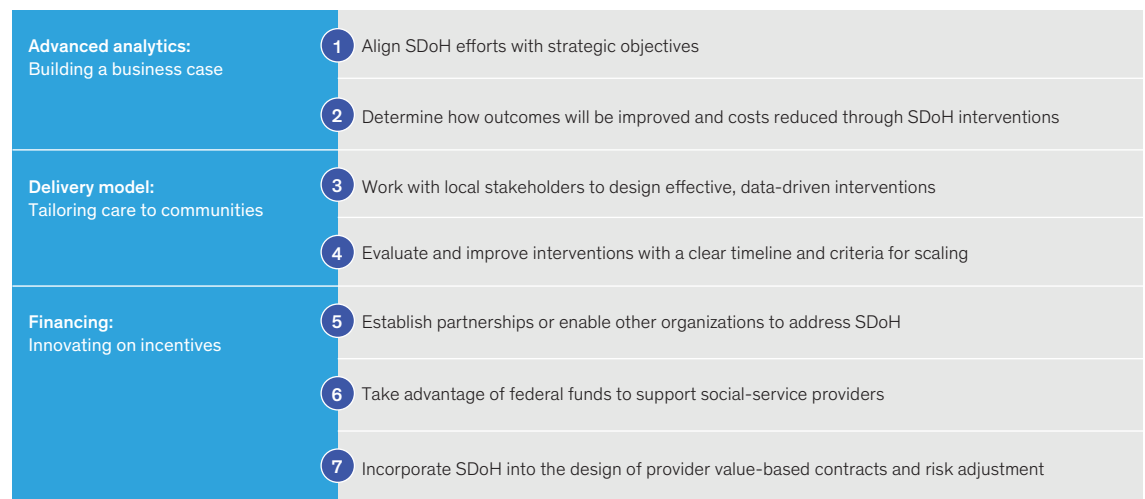 Advanced analytics:
Building a business case
1 Align SDoH efforts with strategic objectives
2 Determine how outcomes will be improved and costs reduced through SDoH interventions
Delivery model:
Tailoring care to communities
3 Work with local stakeholders to design effective, data-driven interventions
4 Evaluate and improve interventions with a clear timeline and criteria for scaling
Financing:
Innovating on incentives
5 Establish partnerships or enable other organizations to address SDoH
6 Take advantage of federal funds to support social-service providers
7 Incorporate SDoH into the design of provider value-based contracts and risk adjustment